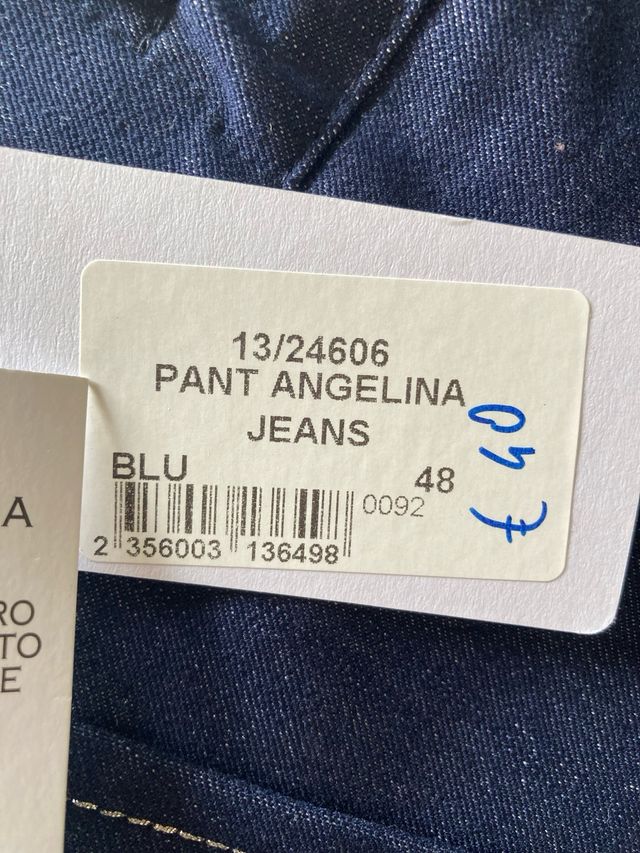 13/24606
PANT ANGELINA
JEANS
BLU
48
0092
2 356003 136498
£ 40
A
RO
TO
E